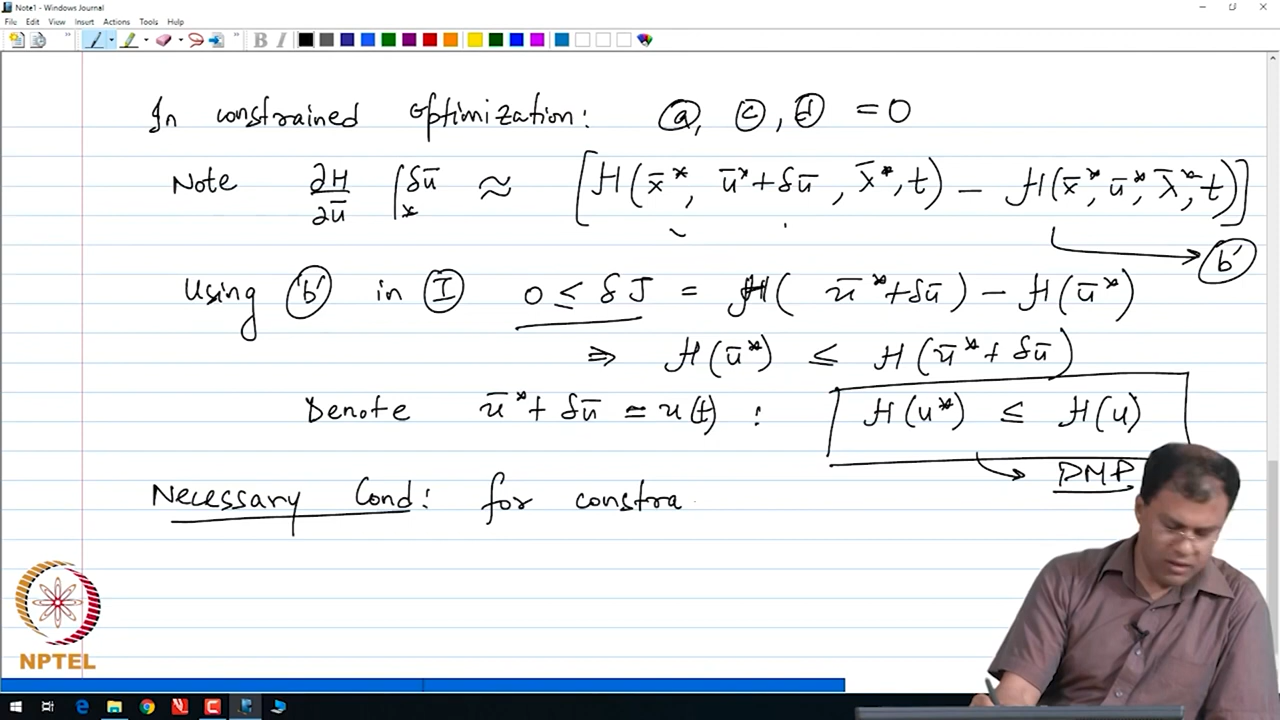 Note1 - Windows Journal
File Edit View Insert Actions Tools Help
B I
In constrained optimization: (a), (c), (d) = 0
Note ∂H/∂ū |* δū ≈ [H(x̄*, ū*+δū, λ̄*, t) − H(x̄*, ū*, λ̄*, t)]
(b')
Using (b') in (I) 0 ≤ δJ = H( ū*+δū) − H(ū*)
⇒ H(ū*) ≤ H(ū*+ δū)
Denote ū*+ δū ≃ u(t) : H(u*) ≤ H(u)
→ PMP
Necessary Cond: for constra
NPTEL